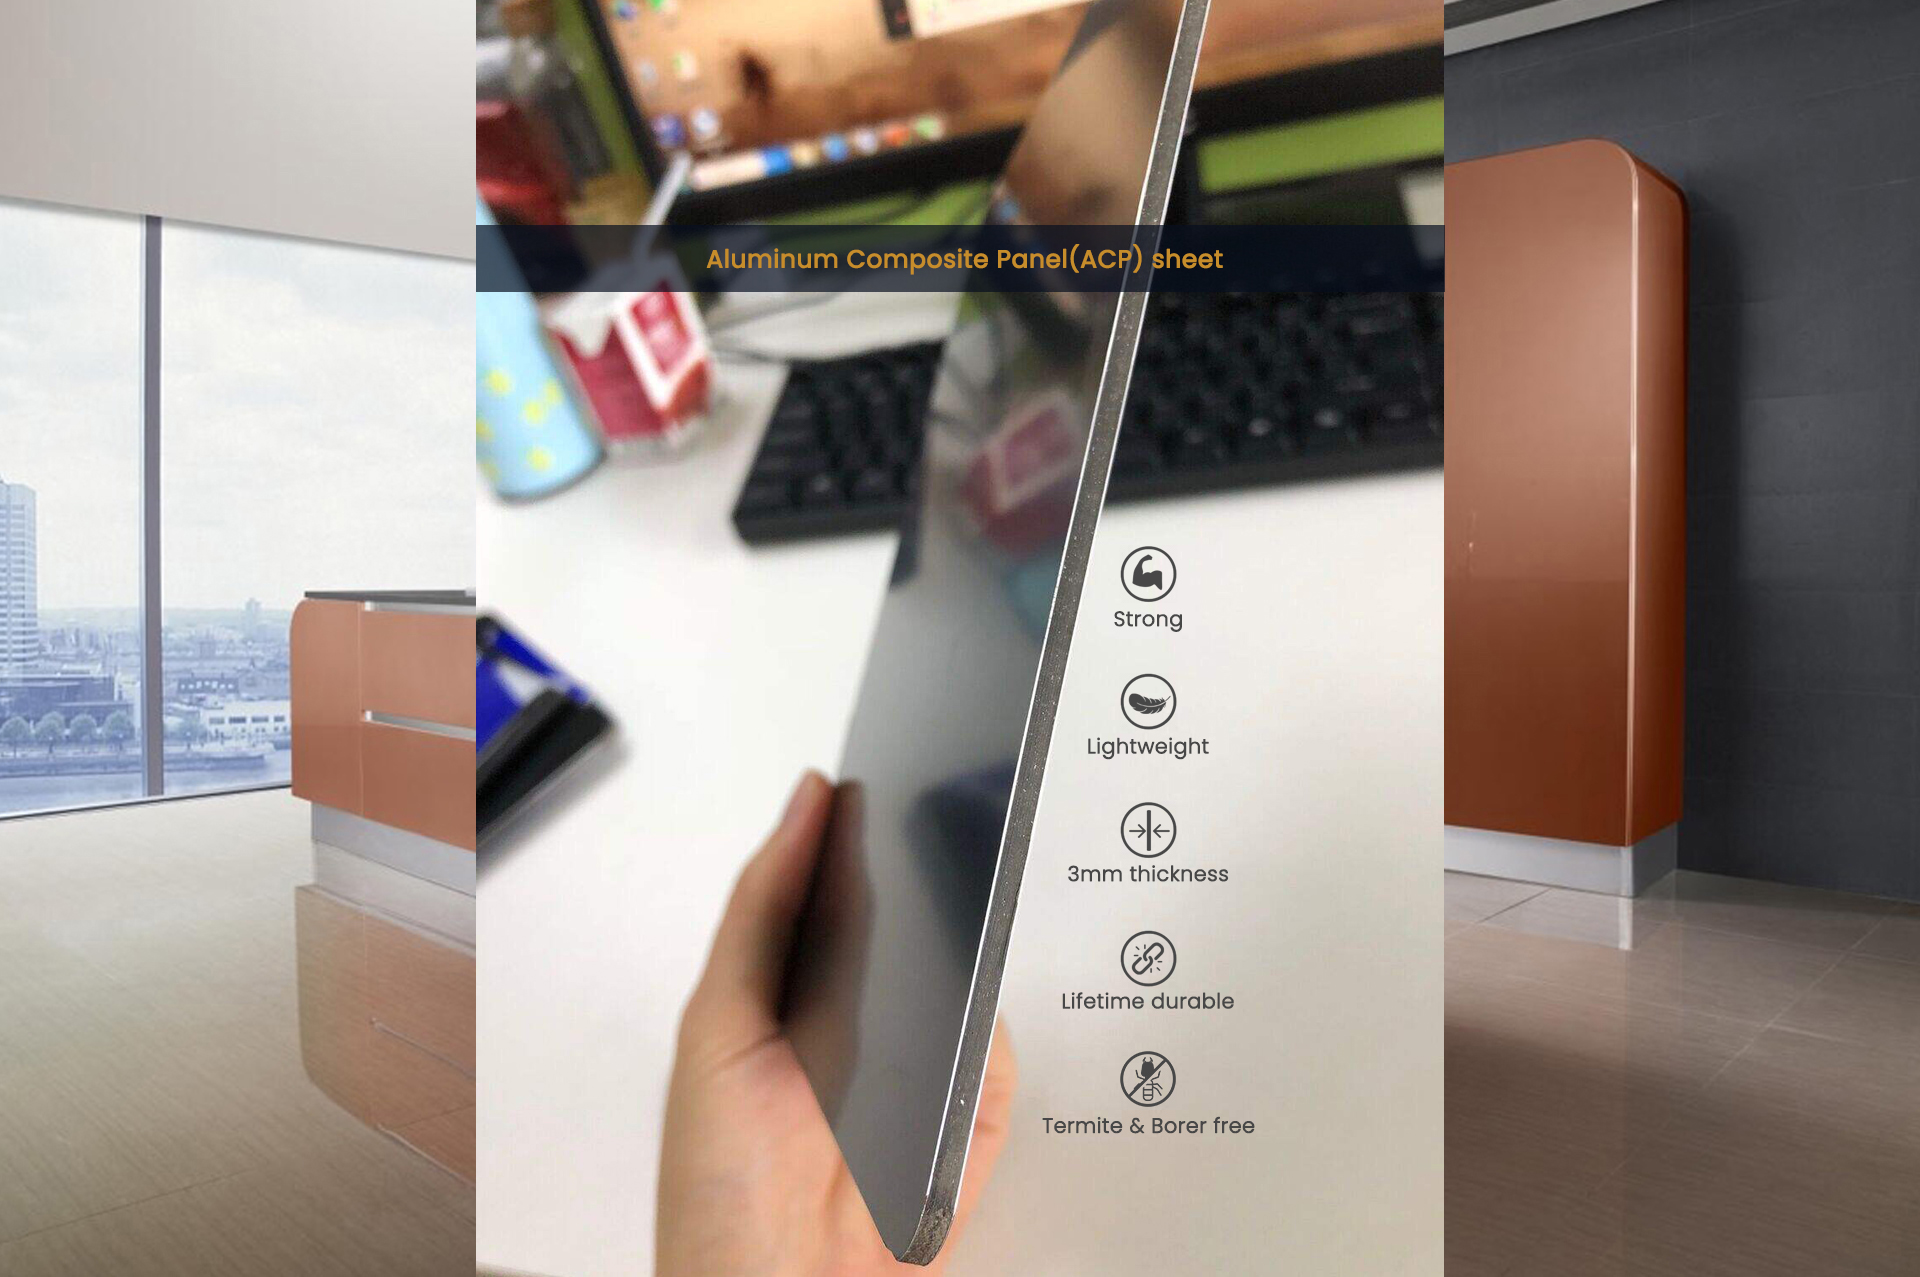 Aluminum Composite Panel(ACP) sheet
Strong
Lightweight
3mm thickness
Lifetime durable
Termite & Borer free